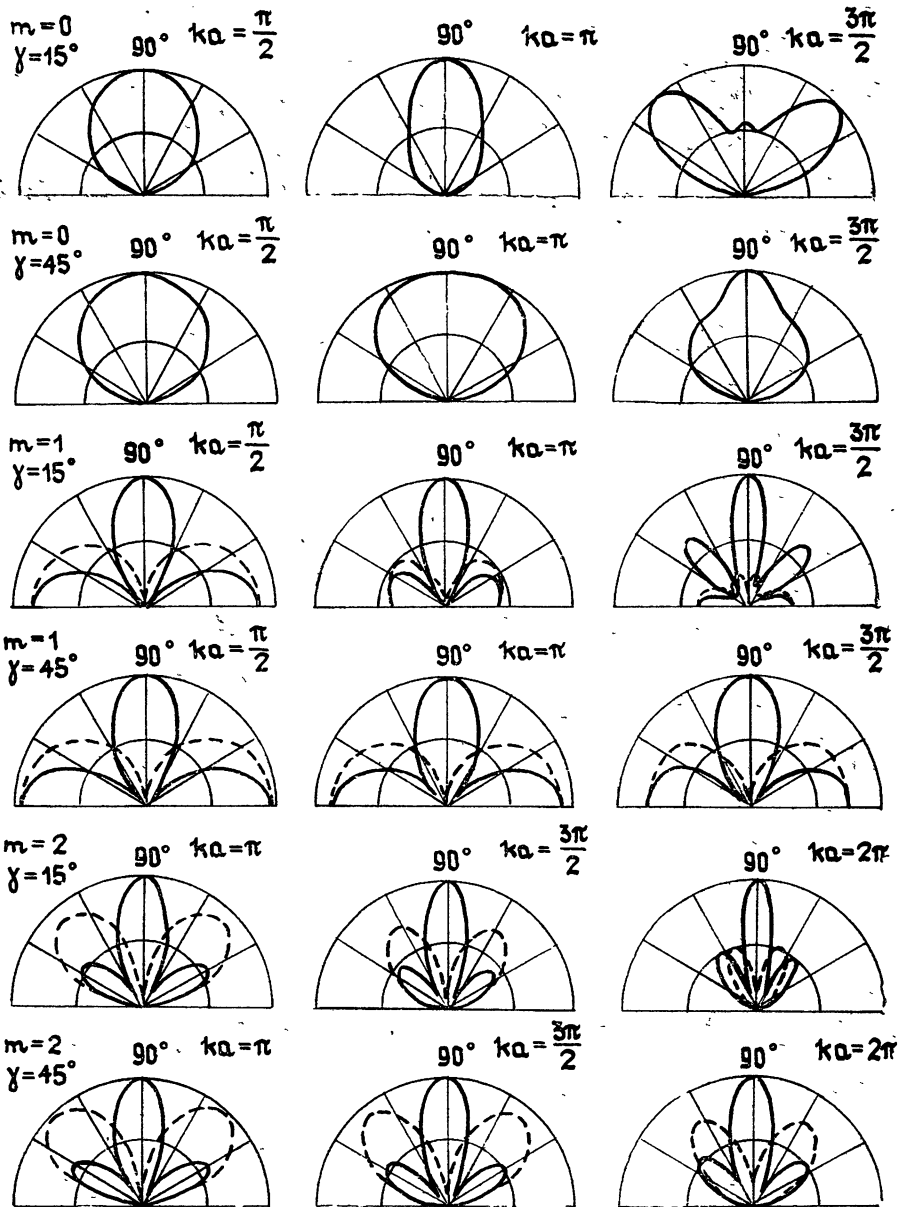 m=0
γ=15° 90° ka=π/2 90° ka=π 90° ka=3π/2
m=0
γ=45° 90° ka=π/2 90° ka=π 90° ka=3π/2
m=1
γ=15° 90° ka=π/2 90° ka=π 90° ka=3π/2
m=1
γ=45° 90° ka=π/2 90° ka=π 90° ka=3π/2
m=2
γ=15° 90° ka=π 90° ka=3π/2 90° ka=2π
m=2
γ=45° 90° ka=π 90° ka=3π/2 90° ka=2π